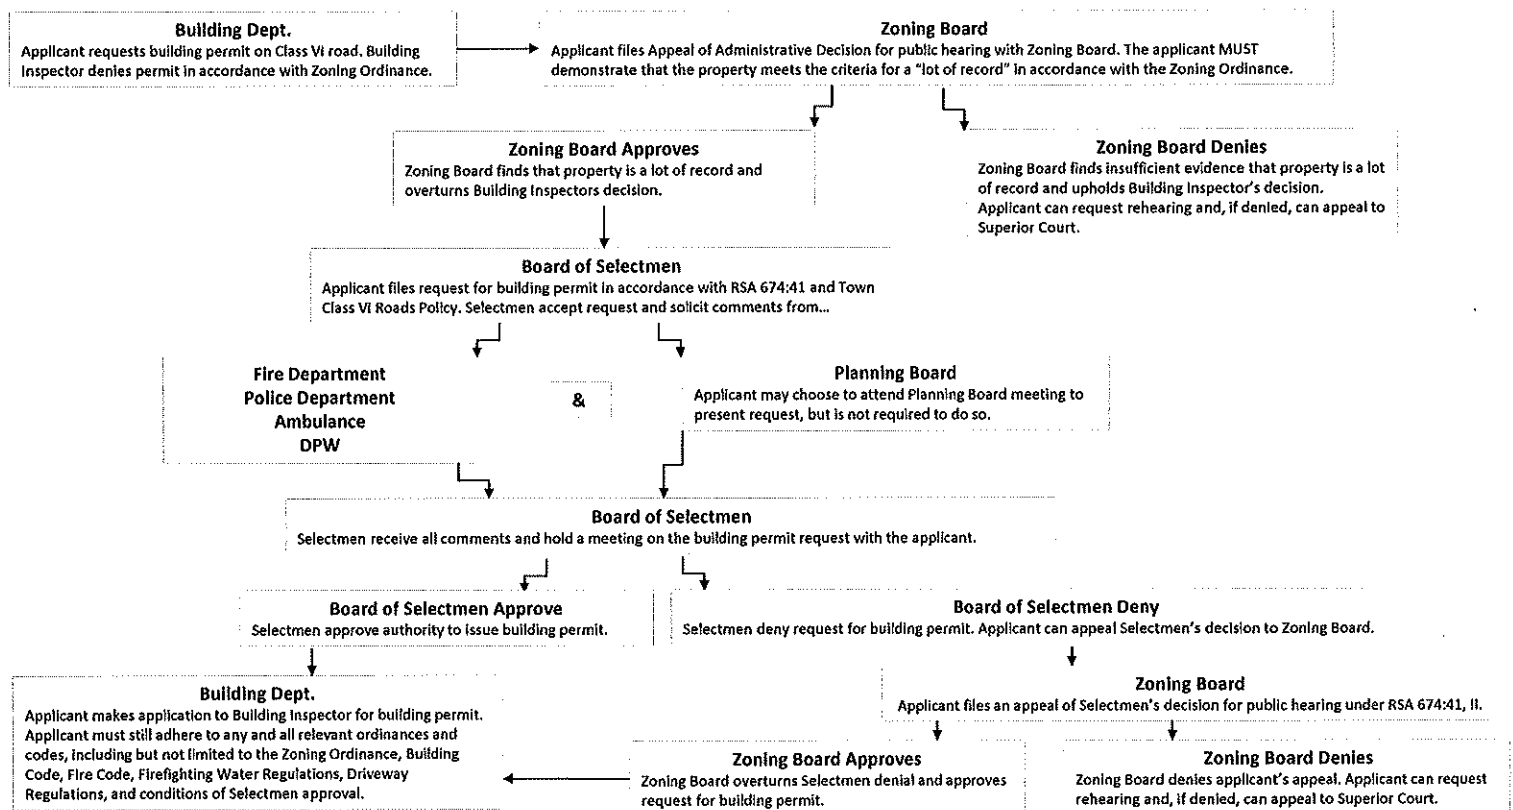 Building Dept.
Applicant requests building permit on Class VI road. Building
Inspector denies permit in accordance with Zoning Ordinance.
Zoning Board
Applicant files Appeal of Administrative Decision for public hearing with Zoning Board. The applicant MUST
demonstrate that the property meets the criteria for a "lot of record" in accordance with the Zoning Ordinance.
Zoning Board Approves
Zoning Board finds that property is a lot of record and
overturns Building Inspectors decision.
Zoning Board Denies
Zoning Board finds insufficient evidence that property is a lot
of record and upholds Building Inspector's decision.
Applicant can request rehearing and, if denied, can appeal to
Superior Court.
Board of Selectmen
Applicant files request for building permit in accordance with RSA 674:41 and Town
Class VI Roads Policy. Selectmen accept request and solicit comments from...
Fire Department
Police Department
Ambulance
DPW
&
Planning Board
Applicant may choose to attend Planning Board meeting to
present request, but is not required to do so.
Board of Selectmen
Selectmen receive all comments and hold a meeting on the building permit request with the applicant.
Board of Selectmen Approve
Selectmen approve authority to issue building permit.
Board of Selectmen Deny
Selectmen deny request for building permit. Applicant can appeal Selectmen's decision to Zoning Board.
Building Dept.
Applicant makes application to Building Inspector for building permit.
Applicant must still adhere to any and all relevant ordinances and
codes, including but not limited to the Zoning Ordinance, Building
Code, Fire Code, Firefighting Water Regulations, Driveway
Regulations, and conditions of Selectmen approval.
Zoning Board
Applicant files an appeal of Selectmen's decision for public hearing under RSA 674:41, II.
Zoning Board Approves
Zoning Board overturns Selectmen denial and approves
request for building permit.
Zoning Board Denies
Zoning Board denies applicant's appeal. Applicant can request
rehearing and, if denied, can appeal to Superior Court.